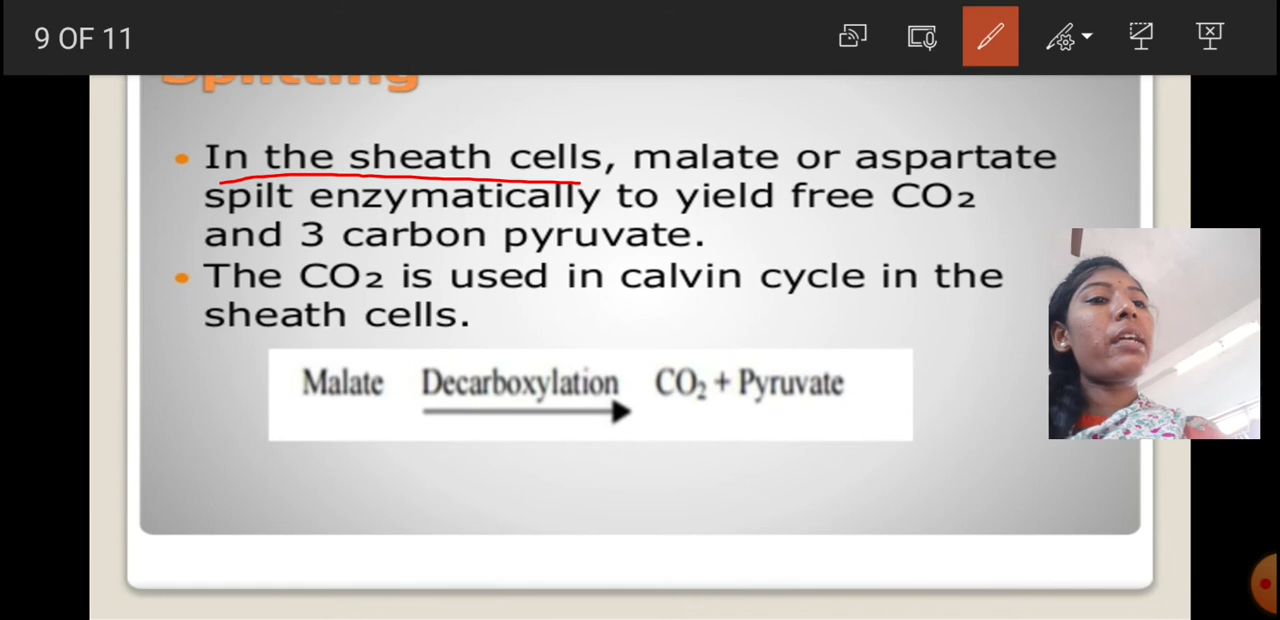 9 OF 11
Splitting
• In the sheath cells, malate or aspartate
spilt enzymatically to yield free CO₂
and 3 carbon pyruvate.
• The CO₂ is used in calvin cycle in the
sheath cells.
Malate Decarboxylation CO₂ + Pyruvate